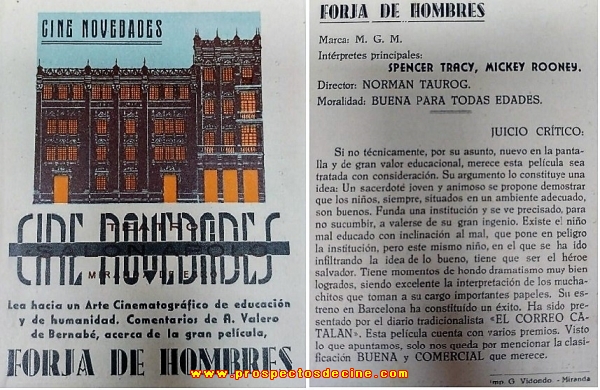 CINE NOVEDADES
CINE NOVEDADES
TEATRO
APOLO
MIRANDA DE EBRO
Lea hacia un Arte Cinematográfico de educación
y de humanidad. Comentarios de A. Valero
de Bernabé, acerca de la gran película,
FORJA DE HOMBRES
FORJA DE HOMBRES
Marca: M. G. M.
Intérpretes principales:
SPENCER TRACY, MICKEY ROONEY.
Director: NORMAN TAUROG.
Moralidad: BUENA PARA TODAS EDADES.
JUICIO CRÍTICO:
Si no técnicamente, por su asunto, nuevo en la panta-
lla y de gran valor educacional, merece esta película sea
tratada con consideración. Su argumento lo constituye una
idea: Un sacerdote joven y animoso se propone demostrar
que los niños, siempre, situados en un ambiente adecuado,
son buenos. Funda una institución y se ve precisado, para
no sucumbir, a valerse de su gran ingenio. Existe el niño
mal educado con inclinación al mal, que pone en peligro
la institución, pero este mismo niño, en el que se ha ido
infiltrando la idea de lo bueno, tiene que ser el héroe
salvador. Tiene momentos de hondo dramatismo muy bien
logrados, siendo excelente la interpretación de los mucha-
chitos que toman a su cargo importantes papeles. Su es-
treno en Barcelona ha constituído un éxito. Ha sido pre-
sentado por el diario tradicionalista «EL CORREO CA-
TALAN». Esta película cuenta con varios premios. Visto
lo que apuntamos, solo nos queda por mencionar la clasi-
ficación BUENA y COMERCIAL que merece.
Imp. G Vidoedo - Miranda
www.prospectosdecine.com